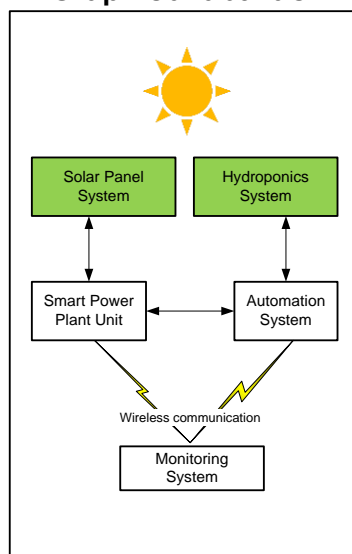 Solar Panel
System
Hydroponics
System
Smart Power
Plant Unit
Automation
System
Wireless communication
Monitoring
System